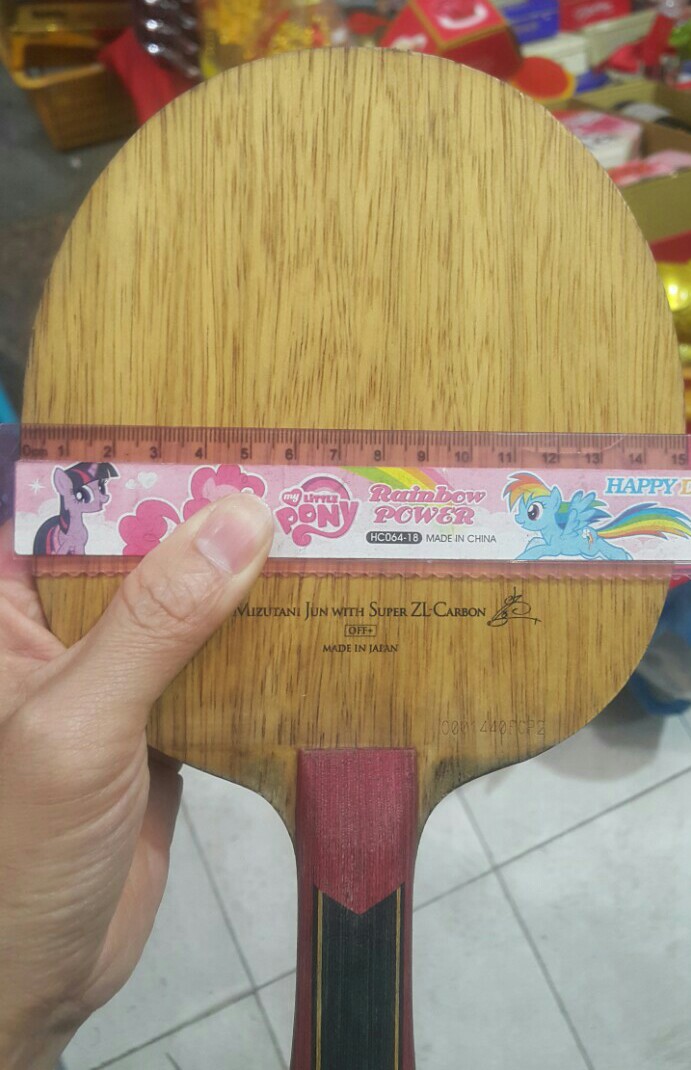 0cm 1 2 3 4 5 6 7 8 9 10 11 12 13 14 15
my LITTLE PONY
Rainbow POWER
HAPPY
HC064-18 MADE IN CHINA
MIZUTANI JUN WITH SUPER ZL-CARBON
OFF+
MADE IN JAPAN